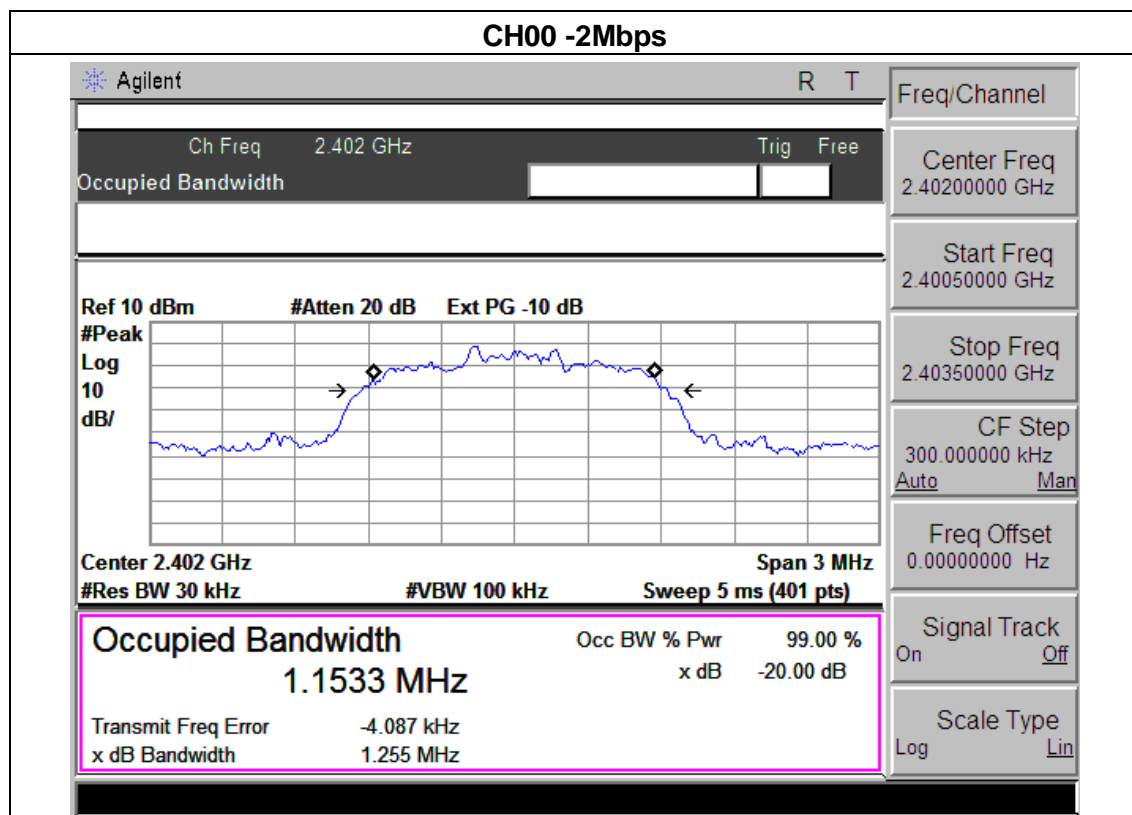 CH00 -2Mbps
Agilent R T
Ch Freq 2.402 GHz Trig Free
Occupied Bandwidth
Ref 10 dBm #Atten 20 dB Ext PG -10 dB
#Peak
Log
10
dB/
Center 2.402 GHz Span 3 MHz
#Res BW 30 kHz #VBW 100 kHz Sweep 5 ms (401 pts)
Occupied Bandwidth Occ BW % Pwr 99.00 %
1.1533 MHz x dB -20.00 dB
Transmit Freq Error -4.087 kHz
x dB Bandwidth 1.255 MHz
Freq/Channel
Center Freq
2.40200000 GHz
Start Freq
2.40050000 GHz
Stop Freq
2.40350000 GHz
CF Step
300.000000 kHz
Auto Man
Freq Offset
0.00000000 Hz
Signal Track
On Off
Scale Type
Log Lin